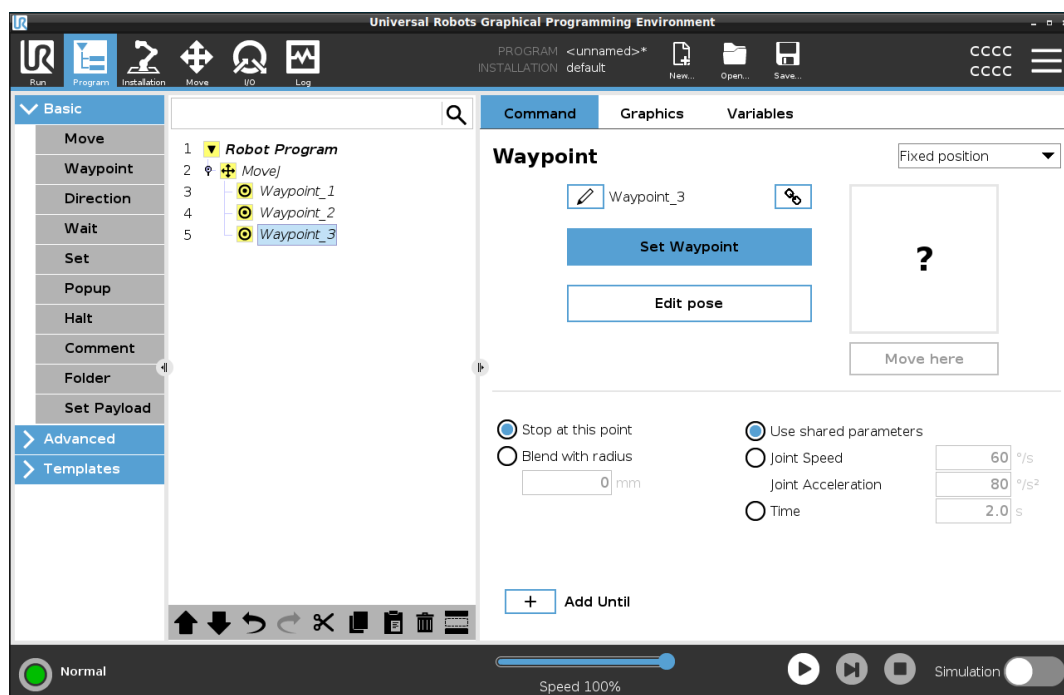 UR
Universal Robots Graphical Programming Environment
UR
Run
Program
Installation
Move
I/O
Log
PROGRAM <unnamed>*
INSTALLATION default
New...
Open...
Save...
CCCC
CCCC
Basic
Move
Waypoint
Direction
Wait
Set
Popup
Halt
Comment
Folder
Set Payload
Advanced
Templates
1 Robot Program
2 MoveJ
3 Waypoint_1
4 Waypoint_2
5 Waypoint_3
Command Graphics Variables
Waypoint
Fixed position
Waypoint_3
Set Waypoint
Edit pose
?
Move here
Stop at this point
Blend with radius
0 mm
Use shared parameters
Joint Speed 60 °/s
Joint Acceleration 80 °/s²
Time 2.0 s
+ Add Until
Normal
Speed 100%
Simulation